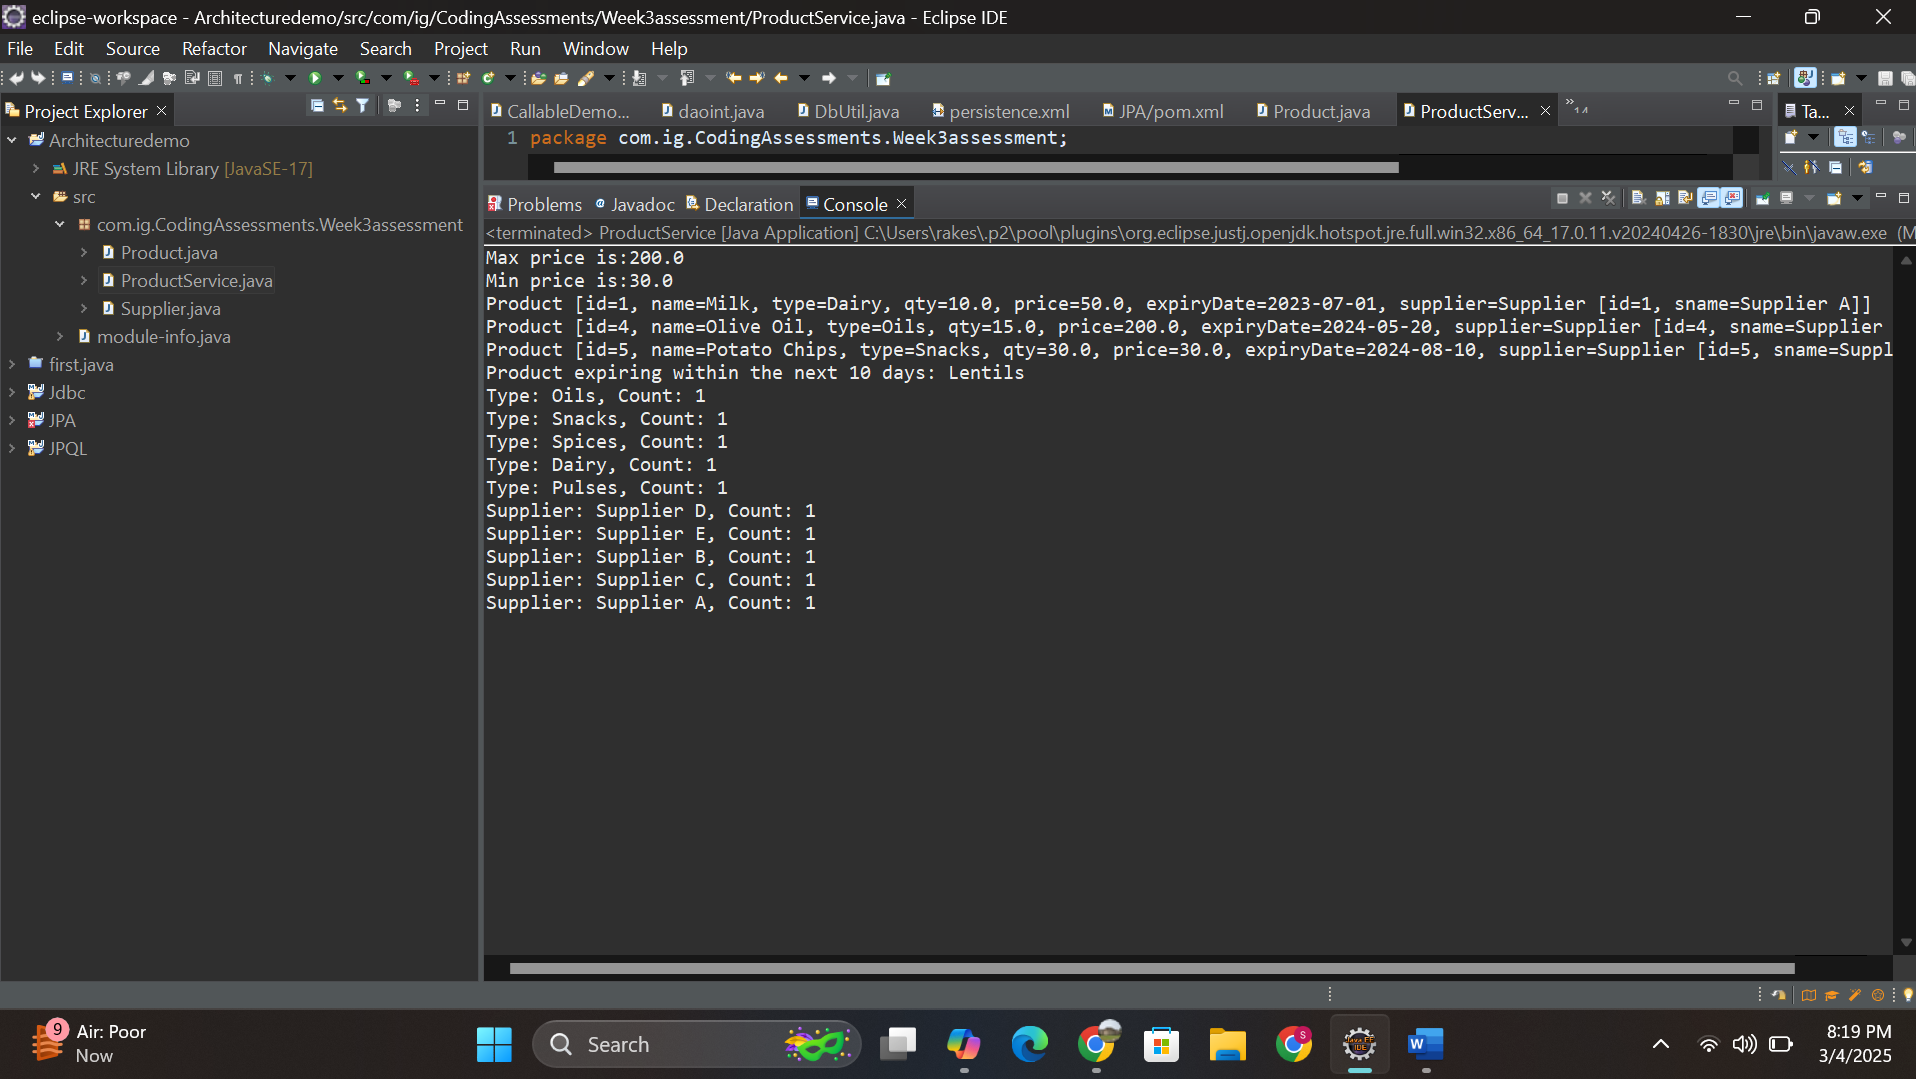 eclipse-workspace - Architecturedemo/src/com/ig/CodingAssessments/Week3assessment/ProductService.java - Eclipse IDE
File Edit Source Refactor Navigate Search Project Run Window Help
Project Explorer
CallableDemo... daoint.java DbUtil.java persistence.xml JPA/pom.xml Product.java ProductServ... 14
Ta...
Architecturedemo
JRE System Library [JavaSE-17]
src
com.ig.CodingAssessments.Week3assessment
Product.java
ProductService.java
Supplier.java
module-info.java
first.java
Jdbc
JPA
JPQL
1 package com.ig.CodingAssessments.Week3assessment;
Problems Javadoc Declaration Console
<terminated> ProductService [Java Application] C:\Users\rakes\.p2\pool\plugins\org.eclipse.justj.openjdk.hotspot.jre.full.win32.x86_64_17.0.11.v20240426-1830\jre\bin\javaw.exe (M
Max price is:200.0
Min price is:30.0
Product [id=1, name=Milk, type=Dairy, qty=10.0, price=50.0, expiryDate=2023-07-01, supplier=Supplier [id=1, sname=Supplier A]]
Product [id=4, name=Olive Oil, type=Oils, qty=15.0, price=200.0, expiryDate=2024-05-20, supplier=Supplier [id=4, sname=Supplier
Product [id=5, name=Potato Chips, type=Snacks, qty=30.0, price=30.0, expiryDate=2024-08-10, supplier=Supplier [id=5, sname=Suppl
Product expiring within the next 10 days: Lentils
Type: Oils, Count: 1
Type: Snacks, Count: 1
Type: Spices, Count: 1
Type: Dairy, Count: 1
Type: Pulses, Count: 1
Supplier: Supplier D, Count: 1
Supplier: Supplier E, Count: 1
Supplier: Supplier B, Count: 1
Supplier: Supplier C, Count: 1
Supplier: Supplier A, Count: 1
9
Air: Poor
Now
Search
8:19 PM
3/4/2025